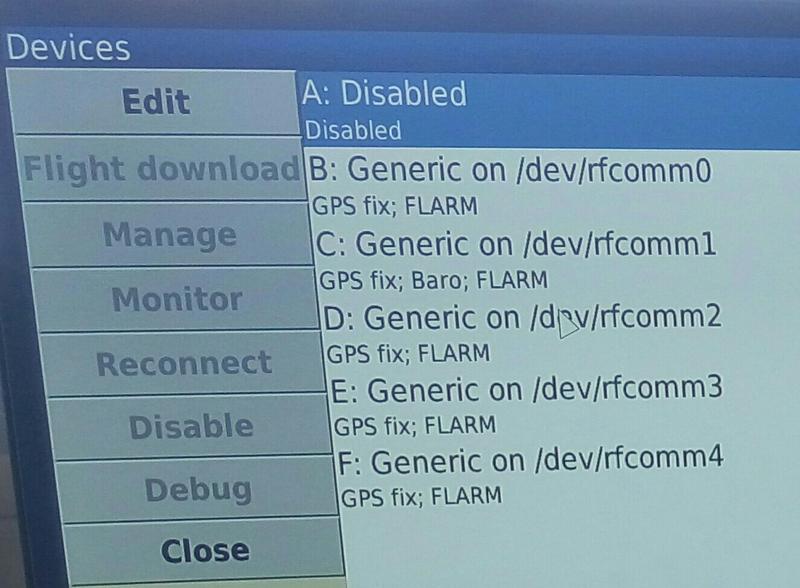 Devices
Edit
Flight download
Manage
Monitor
Reconnect
Disable
Debug
Close
A: Disabled
Disabled
B: Generic on /dev/rfcomm0
GPS fix; FLARM
C: Generic on /dev/rfcomm1
GPS fix; Baro; FLARM
D: Generic on /dev/rfcomm2
GPS fix; FLARM
E: Generic on /dev/rfcomm3
GPS fix; FLARM
F: Generic on /dev/rfcomm4
GPS fix; FLARM